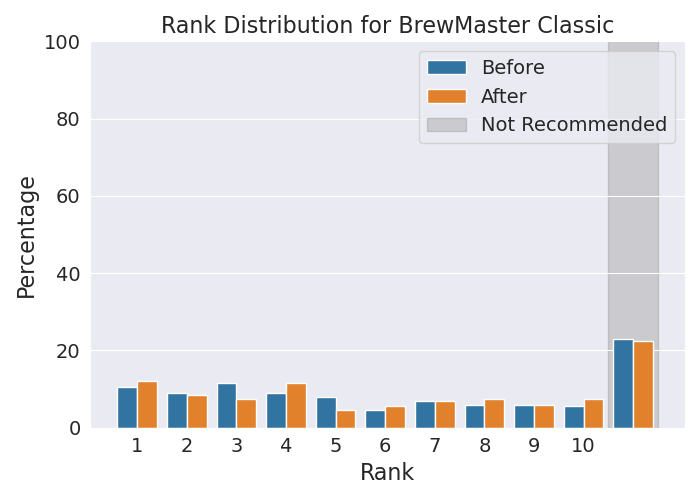 Rank Distribution for BrewMaster Classic
100
80
60
40
20
0
Percentage
Before
After
Not Recommended
1 2 3 4 5 6 7 8 9 10
Rank